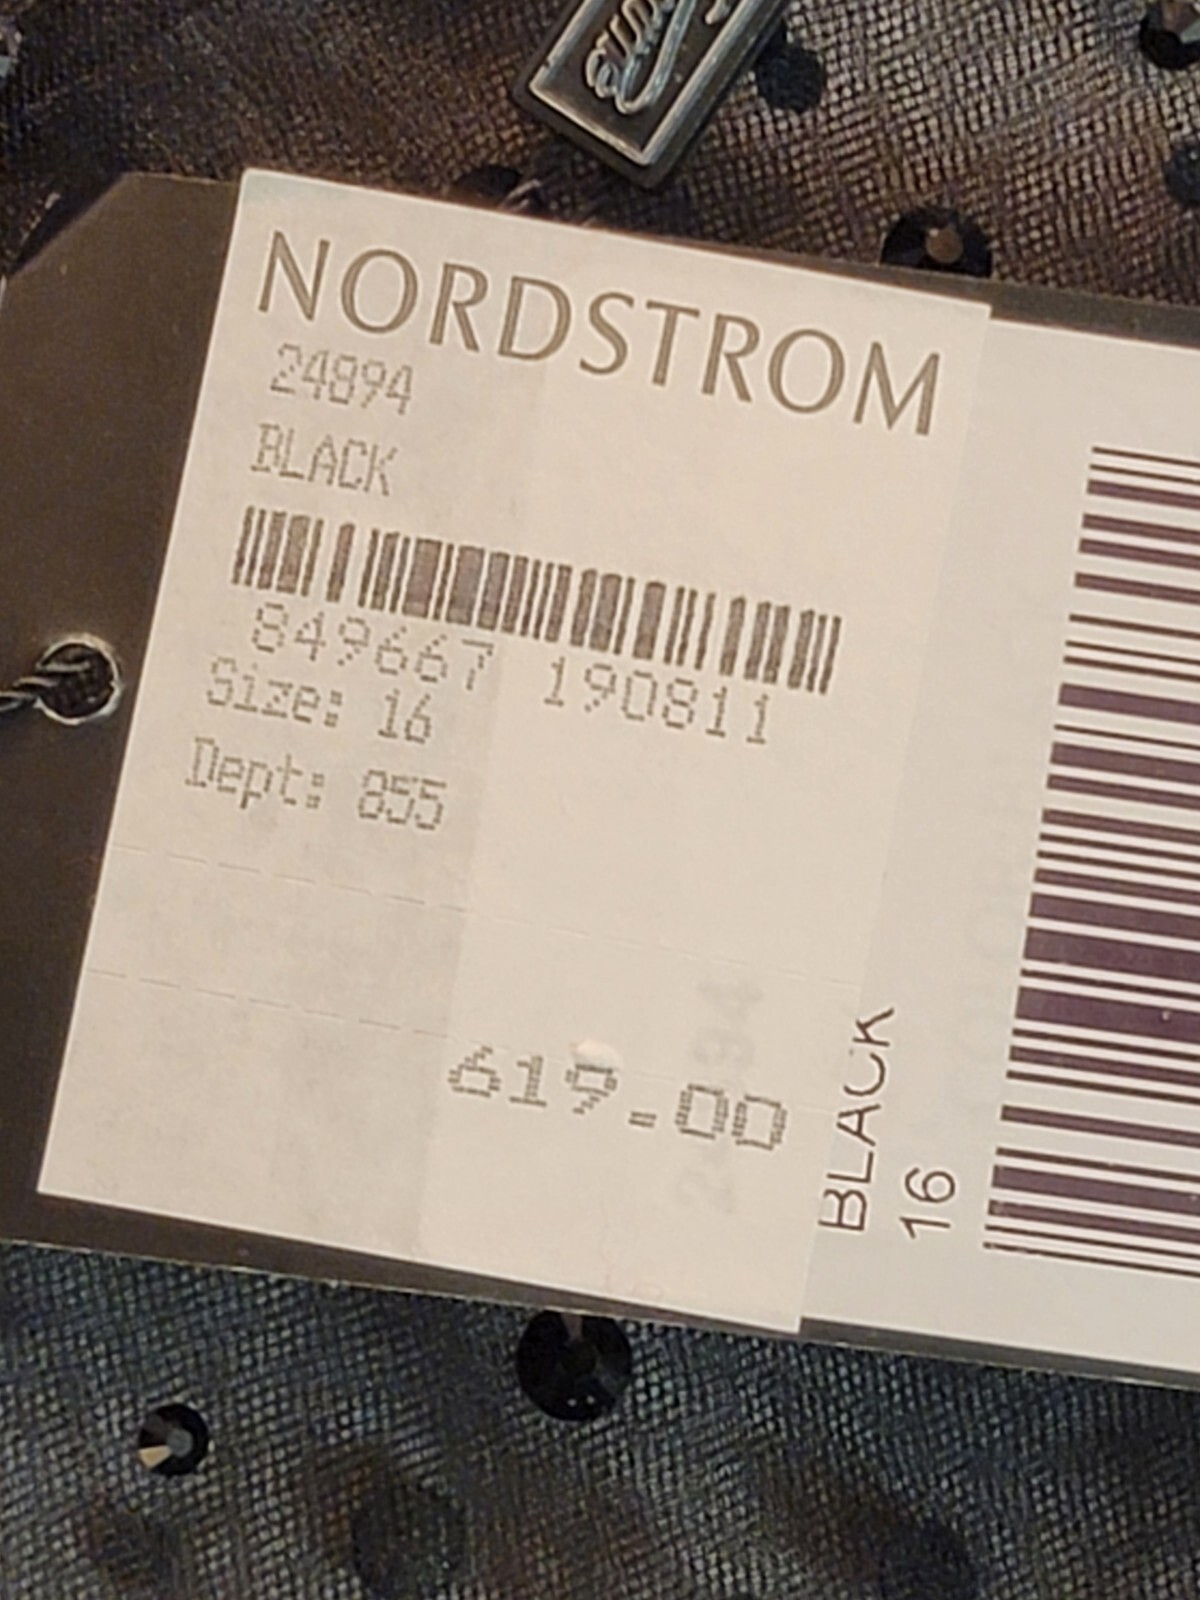 NORDSTROM
24894
BLACK
849667 190811
Size: 16
Dept: 855
619.00
BLACK
16